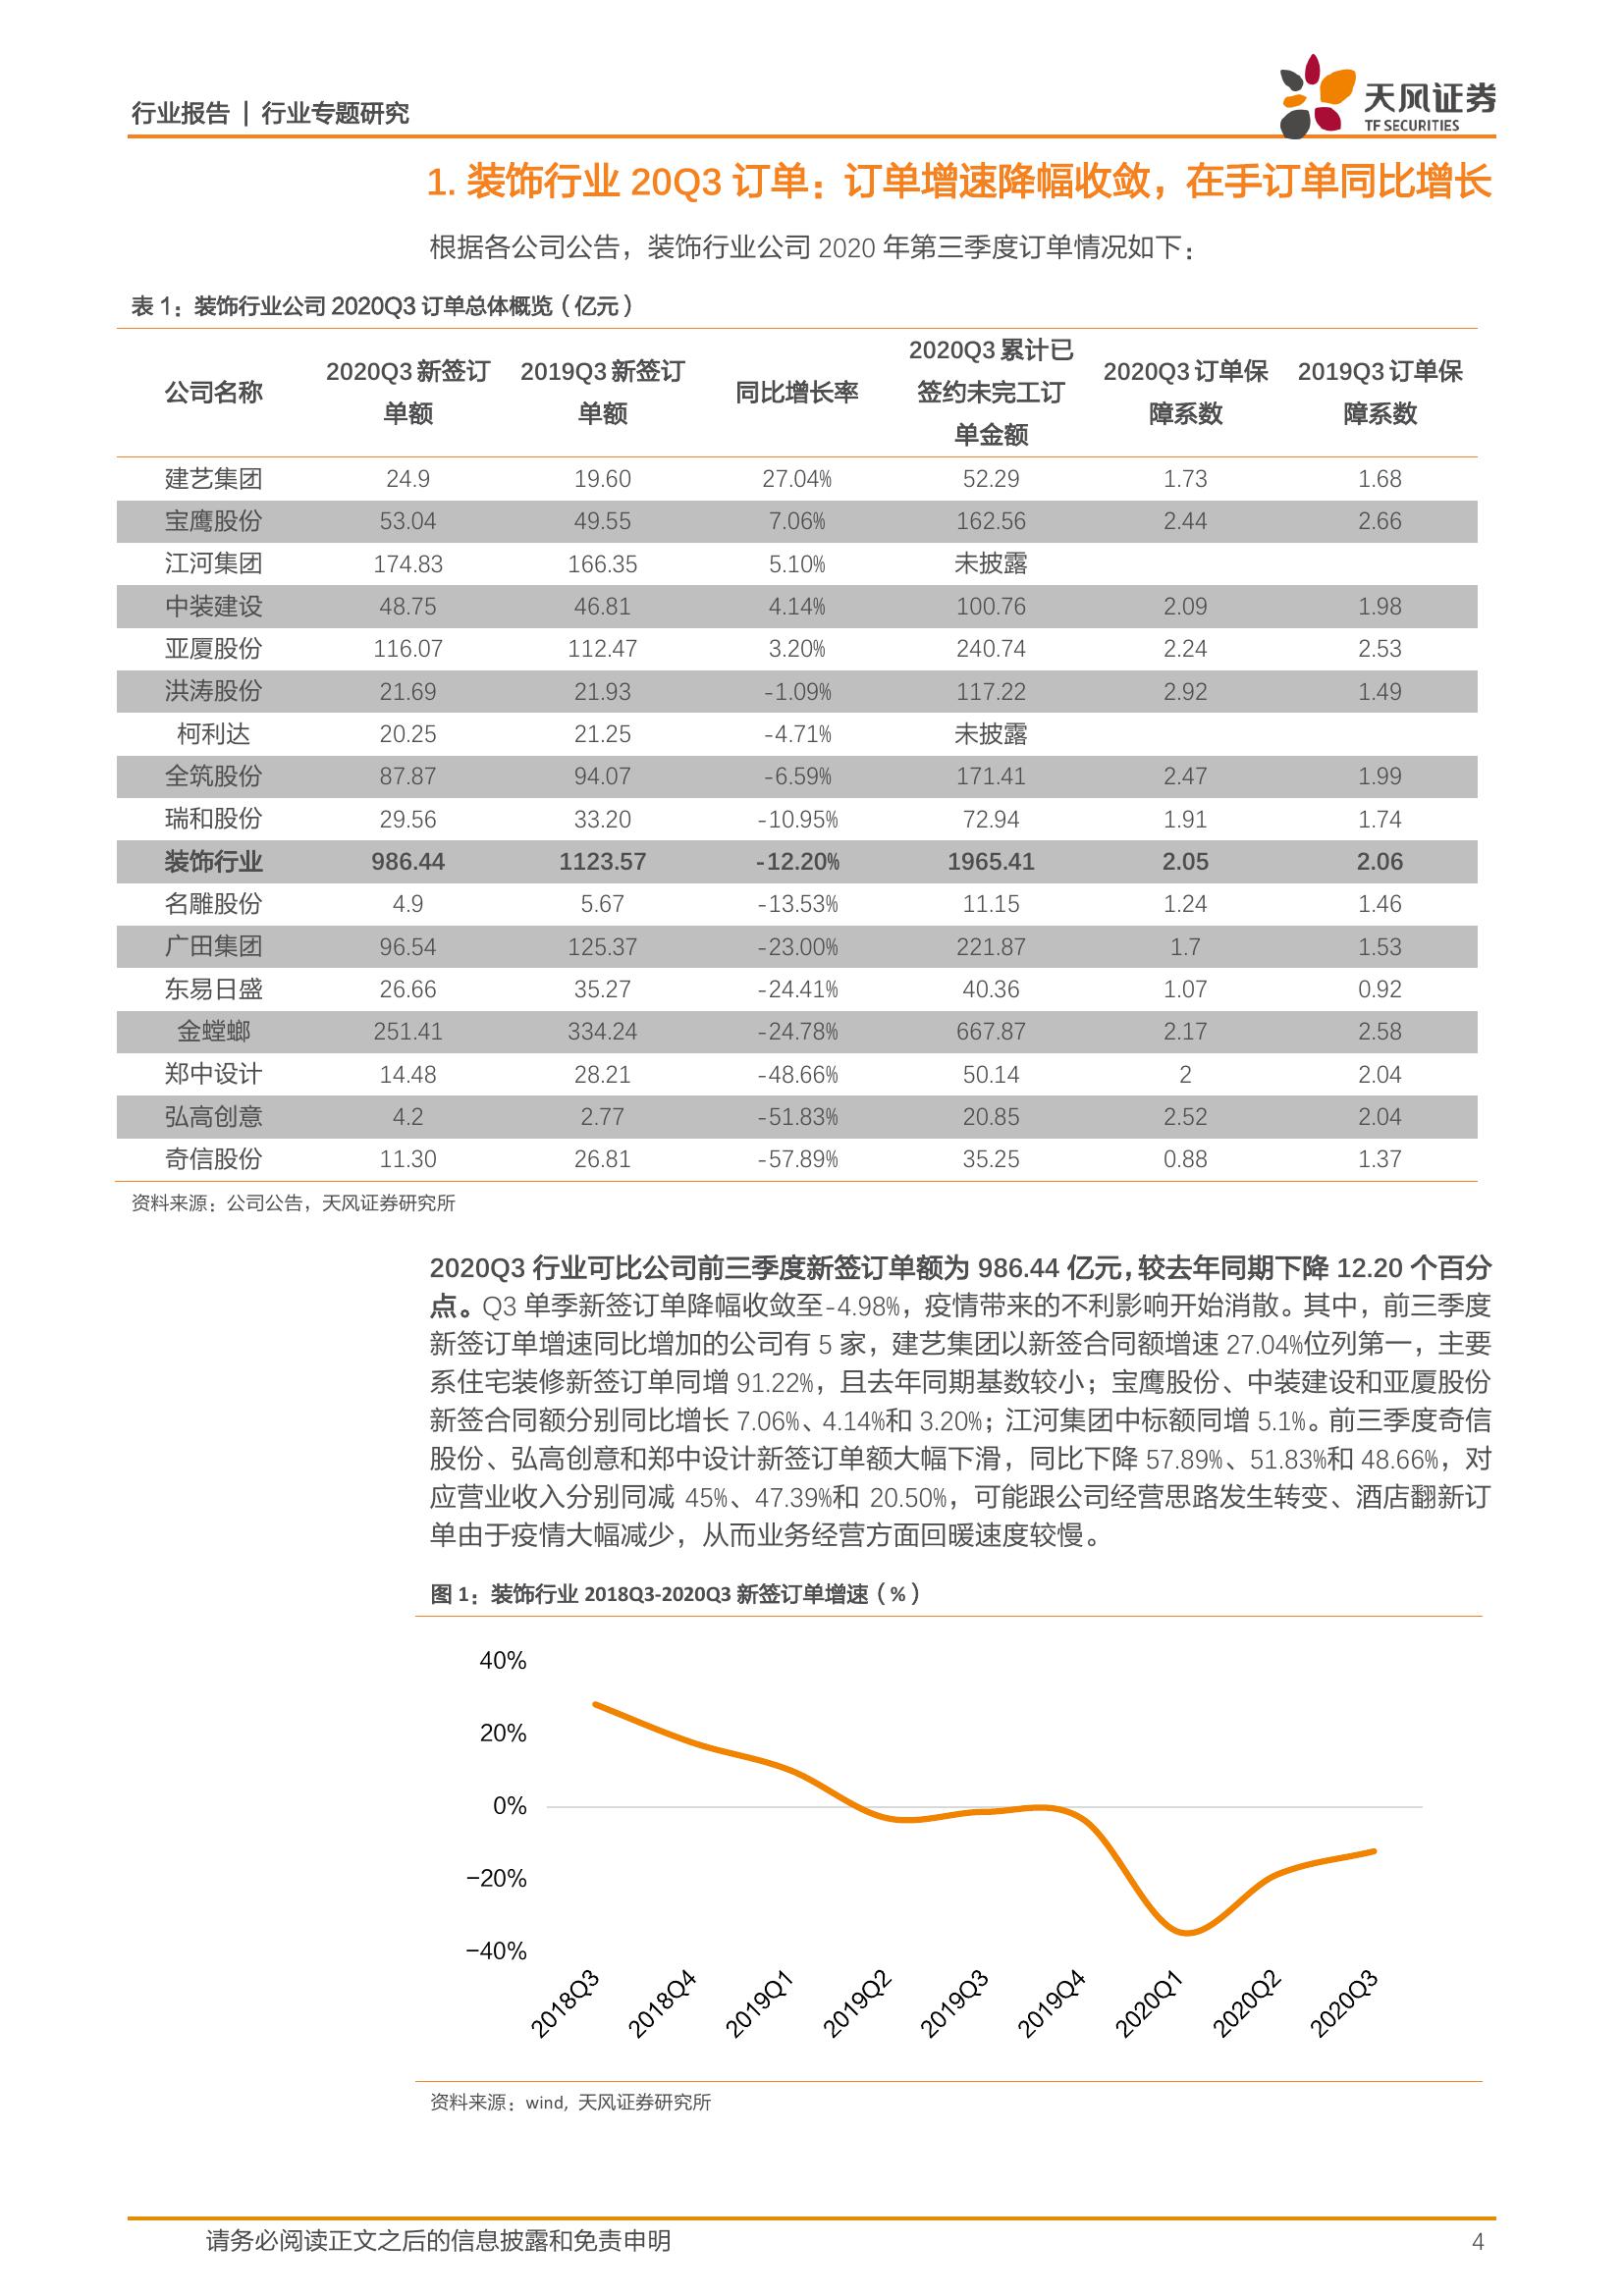 行业报告 | 行业专题研究
天风证券
TF SECURITIES
1. 装饰行业 20Q3 订单：订单增速降幅收敛，在手订单同比增长
根据各公司公告，装饰行业公司 2020 年第三季度订单情况如下：
表 1：装饰行业公司 2020Q3 订单总体概览（亿元）
公司名称 2020Q3 新签订单额 2019Q3 新签订单额 同比增长率 2020Q3 累计已签约未完工订单金额 2020Q3 订单保障系数 2019Q3 订单保障系数
建艺集团 24.9 19.60 27.04% 52.29 1.73 1.68
宝鹰股份 53.04 49.55 7.06% 162.56 2.44 2.66
江河集团 174.83 166.35 5.10% 未披露
中装建设 48.75 46.81 4.14% 100.76 2.09 1.98
亚厦股份 116.07 112.47 3.20% 240.74 2.24 2.53
洪涛股份 21.69 21.93 -1.09% 117.22 2.92 1.49
柯利达 20.25 21.25 -4.71% 未披露
全筑股份 87.87 94.07 -6.59% 171.41 2.47 1.99
瑞和股份 29.56 33.20 -10.95% 72.94 1.91 1.74
装饰行业 986.44 1123.57 -12.20% 1965.41 2.05 2.06
名雕股份 4.9 5.67 -13.53% 11.15 1.24 1.46
广田集团 96.54 125.37 -23.00% 221.87 1.7 1.53
东易日盛 26.66 35.27 -24.41% 40.36 1.07 0.92
金螳螂 251.41 334.24 -24.78% 667.87 2.17 2.58
郑中设计 14.48 28.21 -48.66% 50.14 2 2.04
弘高创意 4.2 2.77 -51.83% 20.85 2.52 2.04
奇信股份 11.30 26.81 -57.89% 35.25 0.88 1.37
资料来源：公司公告，天风证券研究所
2020Q3 行业可比公司前三季度新签订单额为 986.44 亿元，较去年同期下降 12.20 个百分
点。Q3 单季新签订单降幅收敛至-4.98%，疫情带来的不利影响开始消散。其中，前三季度
新签订单增速同比增加的公司有 5 家，建艺集团以新签合同额增速 27.04%位列第一，主要
系住宅装修新签订单同增 91.22%，且去年同期基数较小；宝鹰股份、中装建设和亚厦股份
新签合同额分别同比增长 7.06%、4.14%和 3.20%；江河集团中标额同增 5.1%。前三季度奇信
股份、弘高创意和郑中设计新签订单额大幅下滑，同比下降 57.89%、51.83%和 48.66%，对
应营业收入分别同减 45%、47.39%和 20.50%，可能跟公司经营思路发生转变、酒店翻新订
单由于疫情大幅减少，从而业务经营方面回暖速度较慢。
图 1：装饰行业 2018Q3-2020Q3 新签订单增速（%）
40%
20%
0%
-20%
-40%
2018Q3 2018Q4 2019Q1 2019Q2 2019Q3 2019Q4 2020Q1 2020Q2 2020Q3
资料来源：wind, 天风证券研究所
请务必阅读正文之后的信息披露和免责申明 4